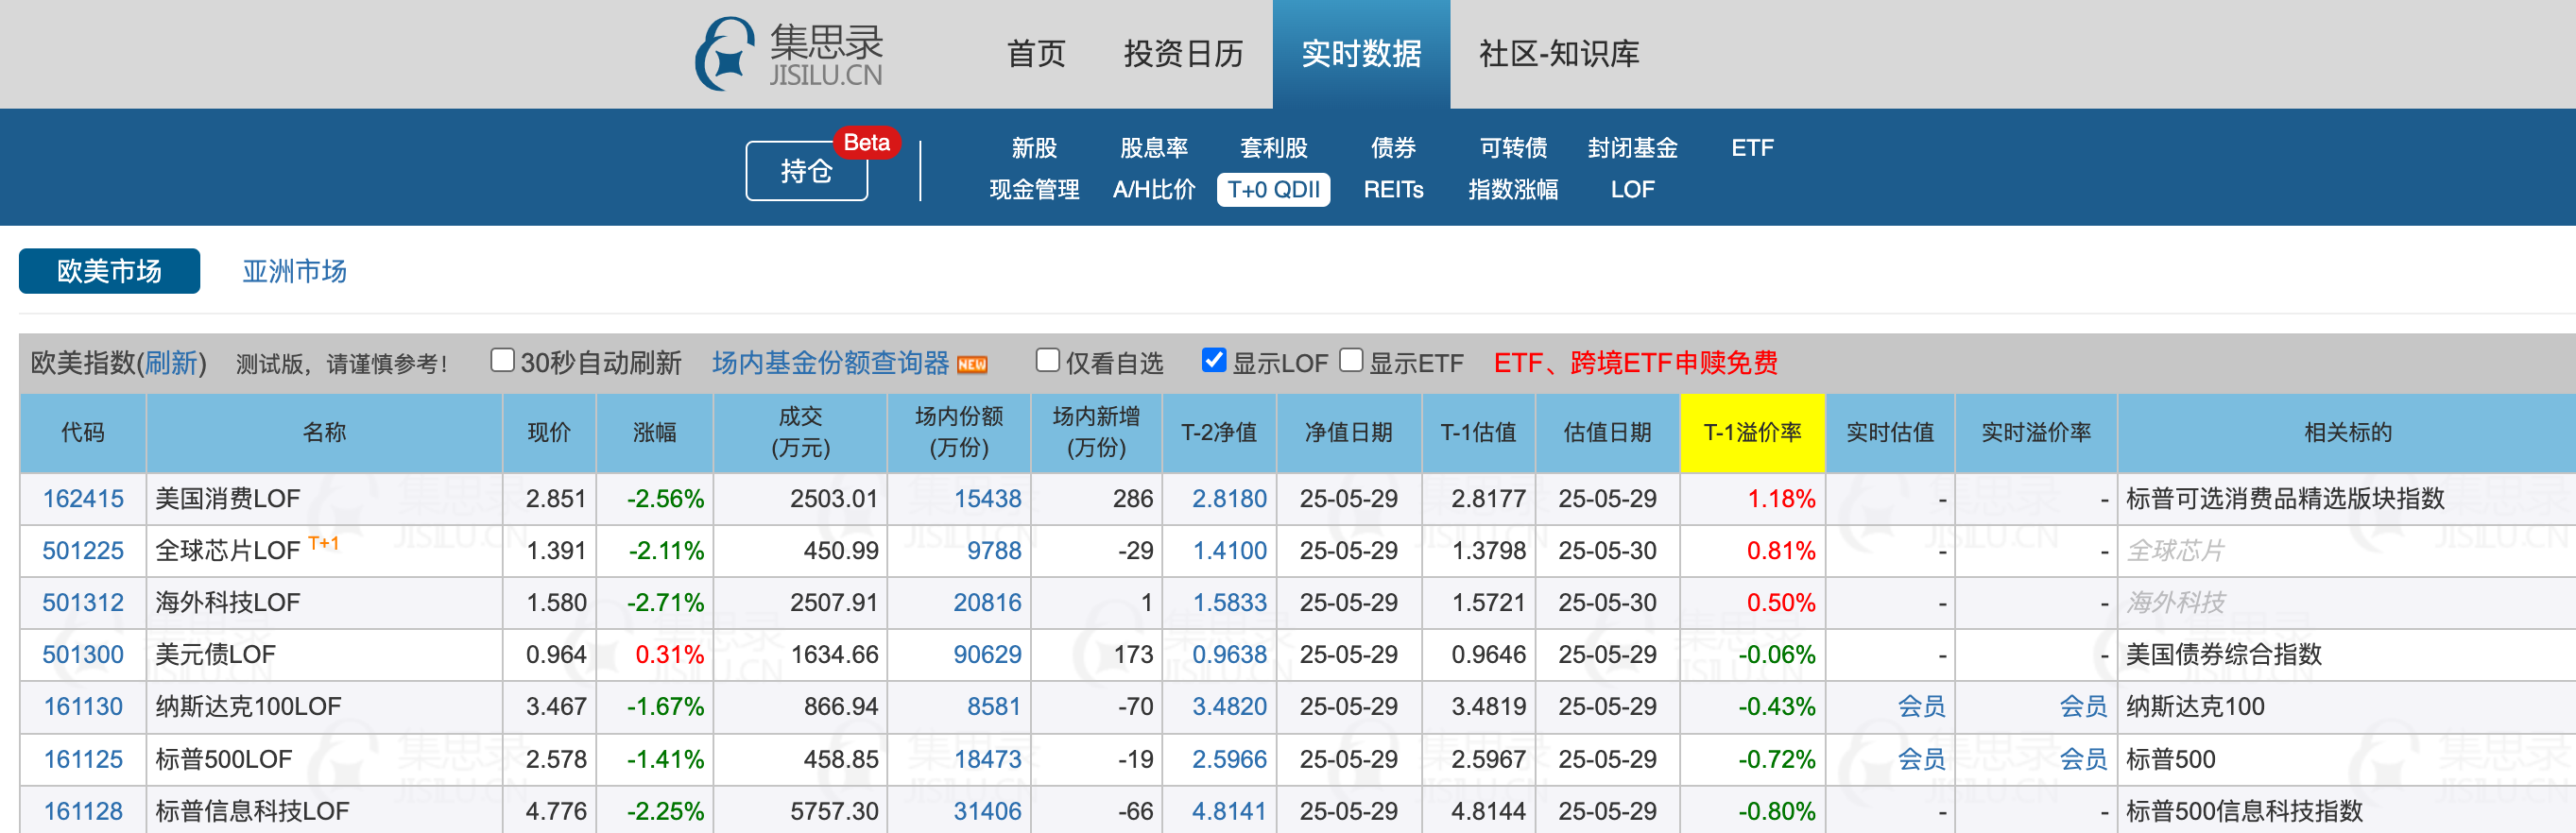 集思录
JISILU.CN
首页 投资日历 实时数据 社区-知识库
持仓 Beta
新股 股息率 套利股 债券 可转债 封闭基金 ETF
现金管理 A/H比价 T+0 QDII REITs 指数涨幅 LOF
欧美市场 亚洲市场
欧美指数(刷新) 测试版，请谨慎参考！ 30秒自动刷新 场内基金份额查询器 NEW 仅看自选 显示LOF 显示ETF ETF、跨境ETF申赎免费
代码 名称 现价 涨幅 成交(万元) 场内份额(万份) 场内新增(万份) T-2净值 净值日期 T-1估值 估值日期 T-1溢价率 实时估值 实时溢价率 相关标的
162415 美国消费LOF 2.851 -2.56% 2503.01 15438 286 2.8180 25-05-29 2.8177 25-05-29 1.18% - - 标普可选消费品精选版块指数
501225 全球芯片LOF T+1 1.391 -2.11% 450.99 9788 -29 1.4100 25-05-29 1.3798 25-05-30 0.81% - - 全球芯片
501312 海外科技LOF 1.580 -2.71% 2507.91 20816 1 1.5833 25-05-29 1.5721 25-05-30 0.50% - - 海外科技
501300 美元债LOF 0.964 0.31% 1634.66 90629 173 0.9638 25-05-29 0.9646 25-05-29 -0.06% - - 美国债券综合指数
161130 纳斯达克100LOF 3.467 -1.67% 866.94 8581 -70 3.4820 25-05-29 3.4819 25-05-29 -0.43% 会员 会员 纳斯达克100
161125 标普500LOF 2.578 -1.41% 458.85 18473 -19 2.5966 25-05-29 2.5967 25-05-29 -0.72% 会员 会员 标普500
161128 标普信息科技LOF 4.776 -2.25% 5757.30 31406 -66 4.8141 25-05-29 4.8144 25-05-29 -0.80% - - 标普500信息科技指数